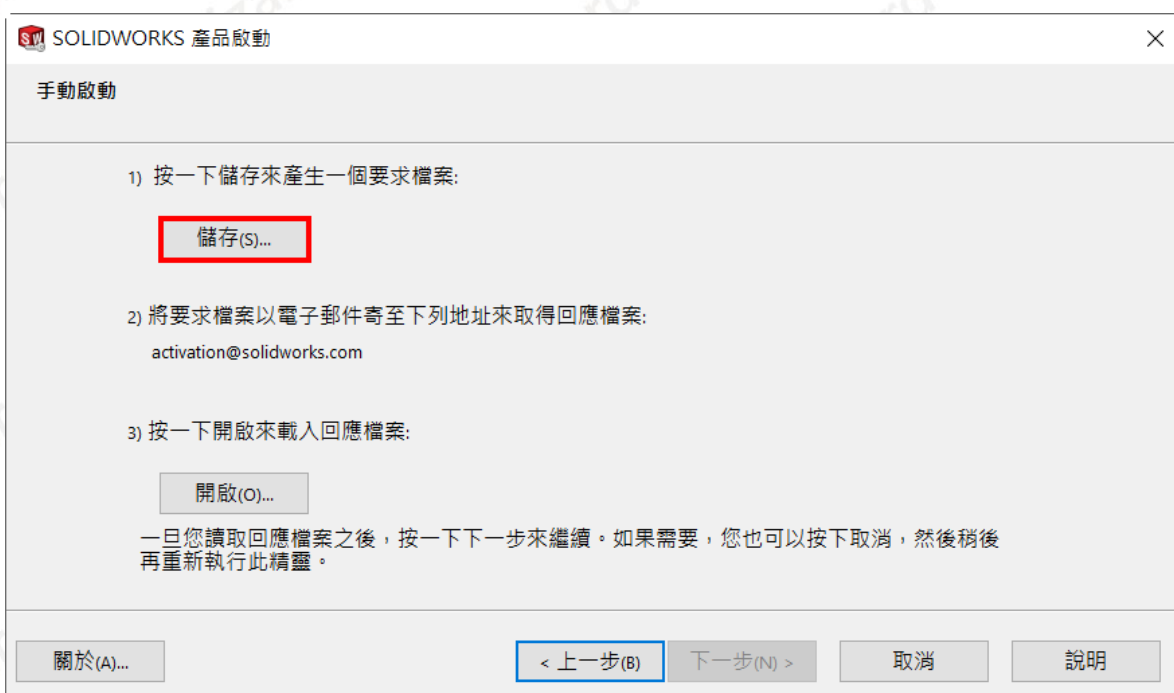 SOLIDWORKS 產品啟動
手動啟動
1) 按一下儲存來產生一個要求檔案:
儲存(S)...
2) 將要求檔案以電子郵件寄至下列地址來取得回應檔案:
activation@solidworks.com
3) 按一下開啟來載入回應檔案:
開啟(O)...
一旦您讀取回應檔案之後，按一下下一步來繼續。如果需要，您也可以按下取消，然後稍後
再重新執行此精靈。
關於(A)...
< 上一步(B)
下一步(N) >
取消
說明